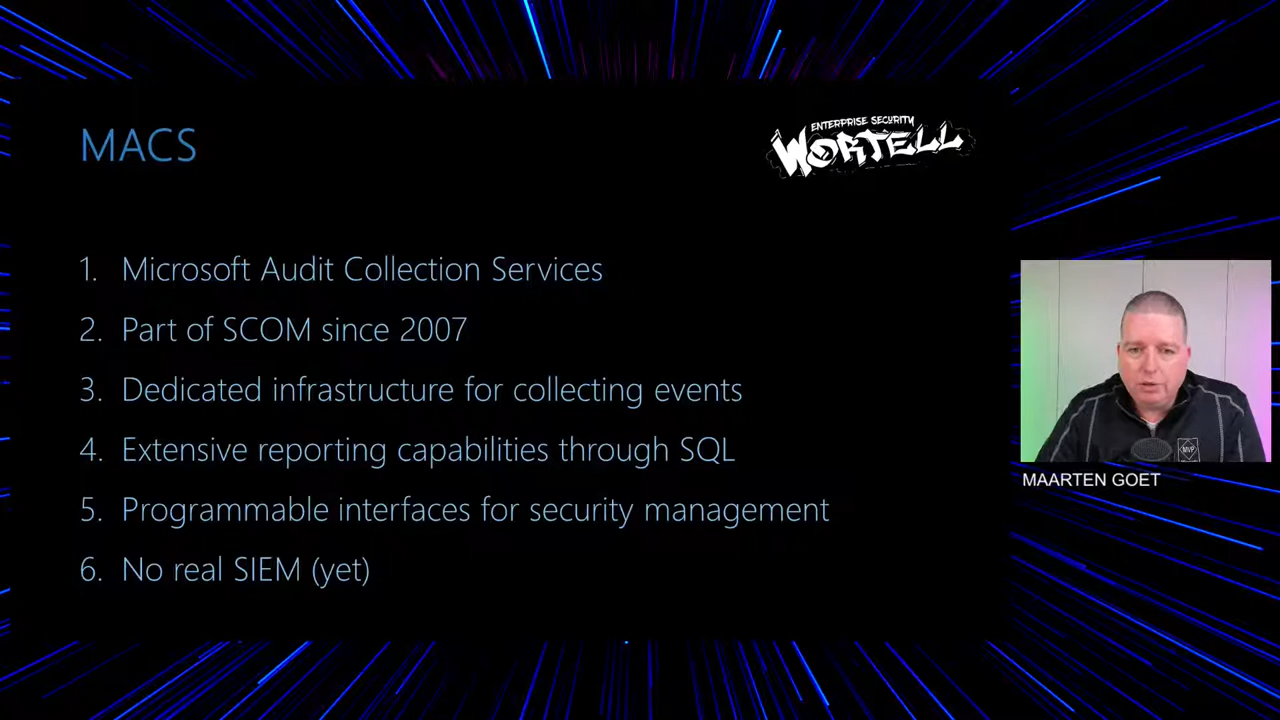 MACS
ENTERPRISE SECURITY
WORTELL
1. Microsoft Audit Collection Services
2. Part of SCOM since 2007
3. Dedicated infrastructure for collecting events
4. Extensive reporting capabilities through SQL
5. Programmable interfaces for security management
6. No real SIEM (yet)
MVP
MAARTEN GOET